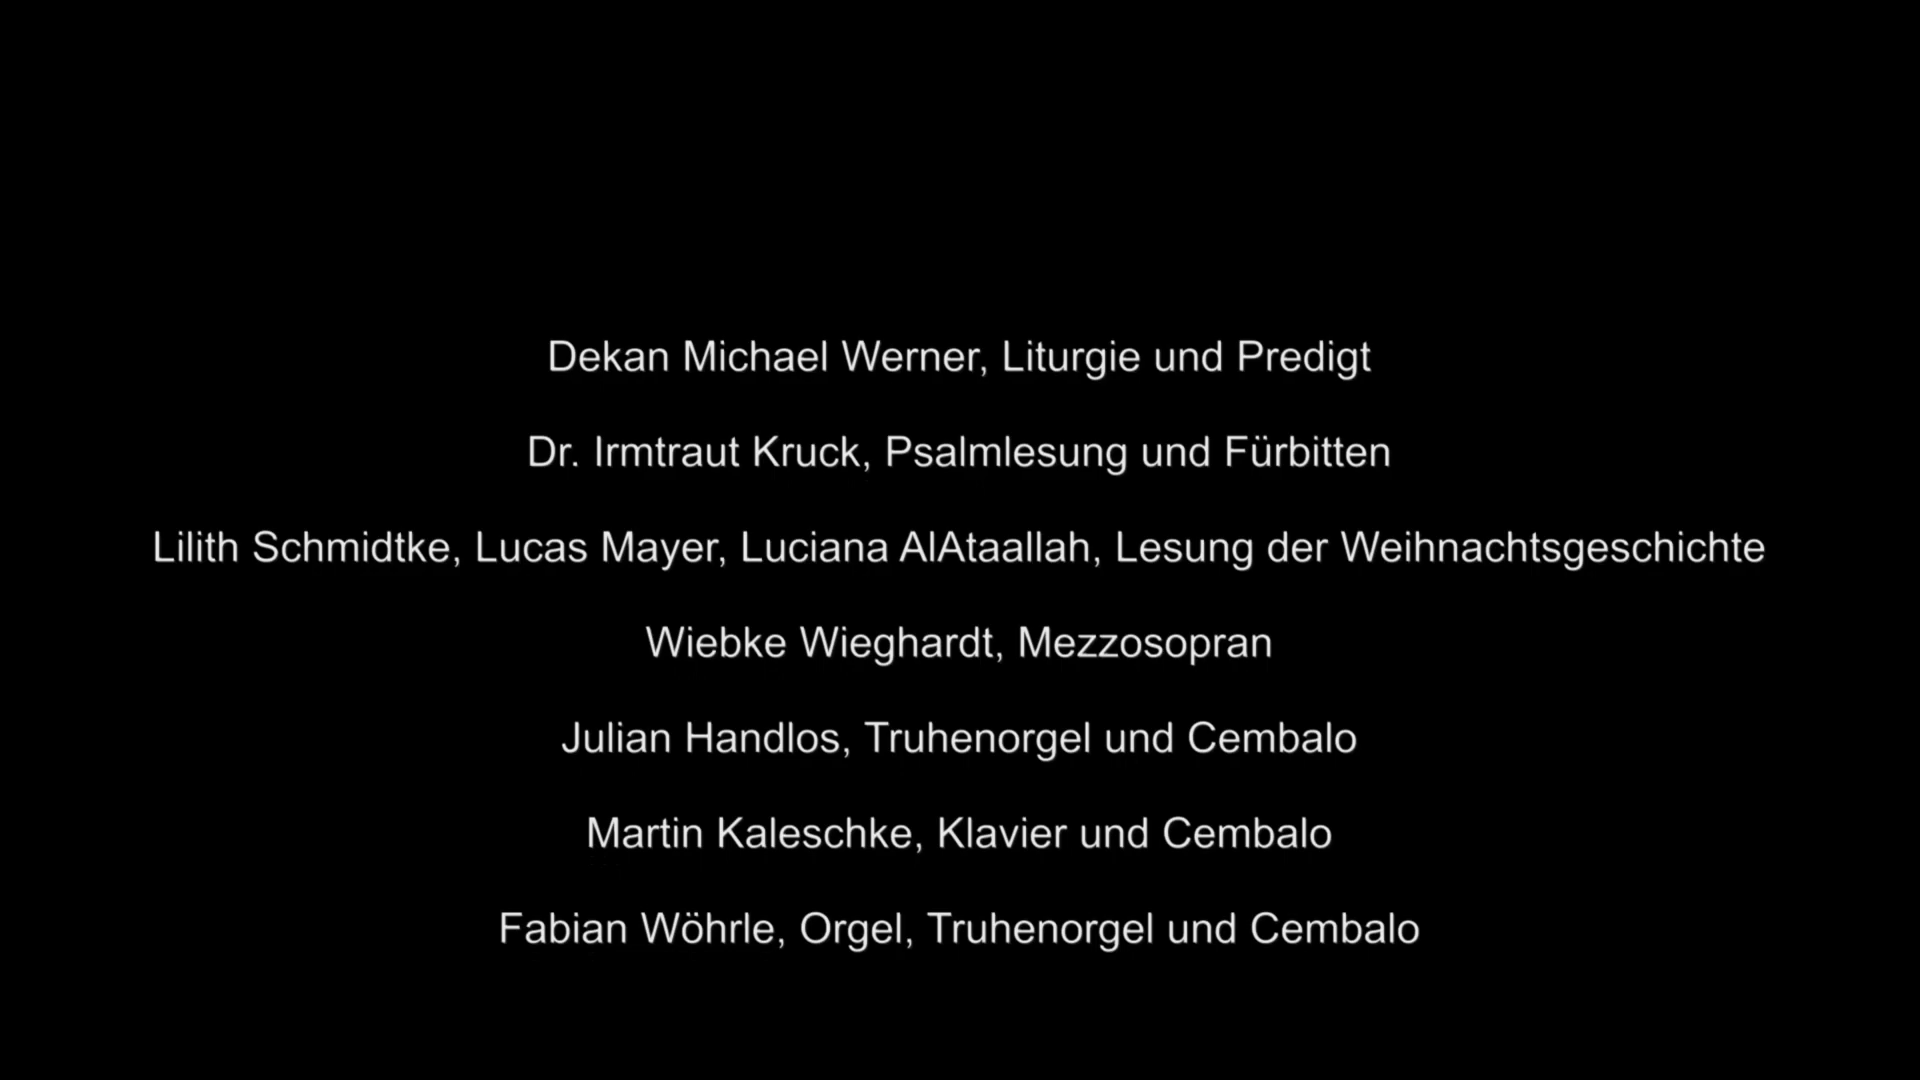 Dekan Michael Werner, Liturgie und Predigt
Dr. Irmtraut Kruck, Psalmlesung und Fürbitten
Lilith Schmidtke, Lucas Mayer, Luciana AlAtaallah, Lesung der Weihnachtsgeschichte
Wiebke Wieghardt, Mezzosopran
Julian Handlos, Truhenorgel und Cembalo
Martin Kaleschke, Klavier und Cembalo
Fabian Wöhrle, Orgel, Truhenorgel und Cembalo